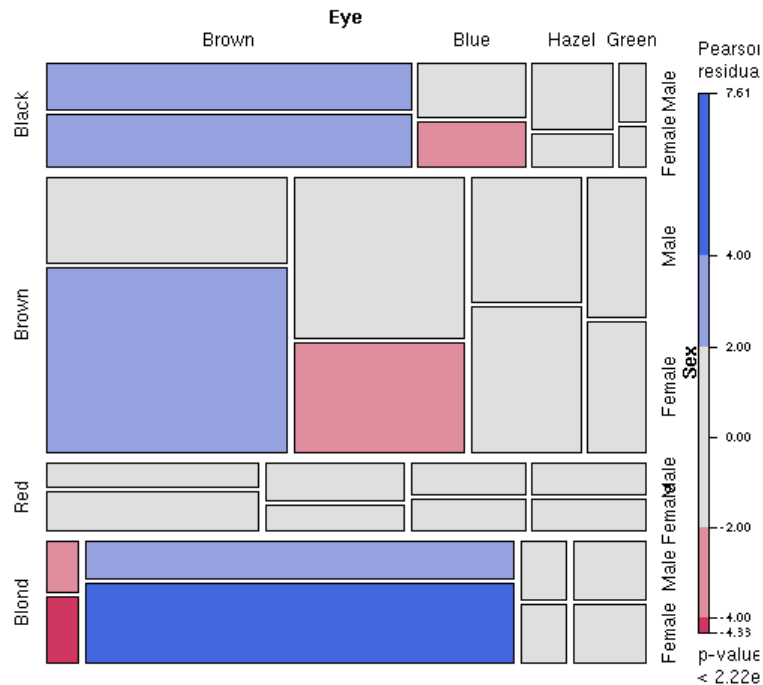 Eye
Brown Blue Hazel Green
Pearson
residua
7.61
4.00
2.00
0.00
-2.00
-4.00
-4.33
p-value
< 2.22e
Sex
Black
Male
Female
Brown
Male
Female
Red
Male
Female
Blond
Male
Female